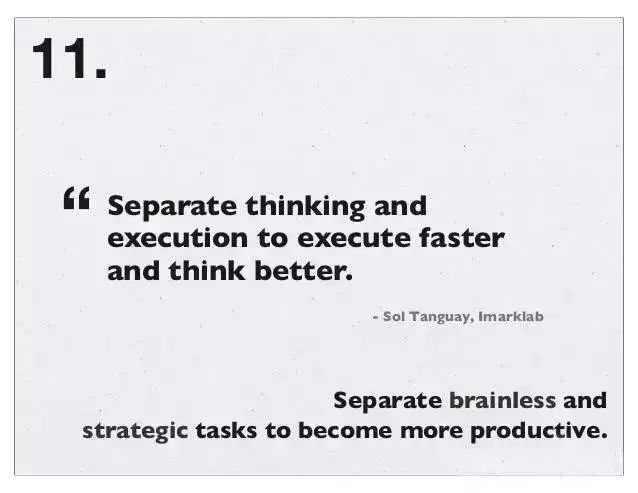 11.
“ Separate thinking and
execution to execute faster
and think better.
- Sol Tanguay, Imarklab
Separate brainless and
strategic tasks to become more productive.